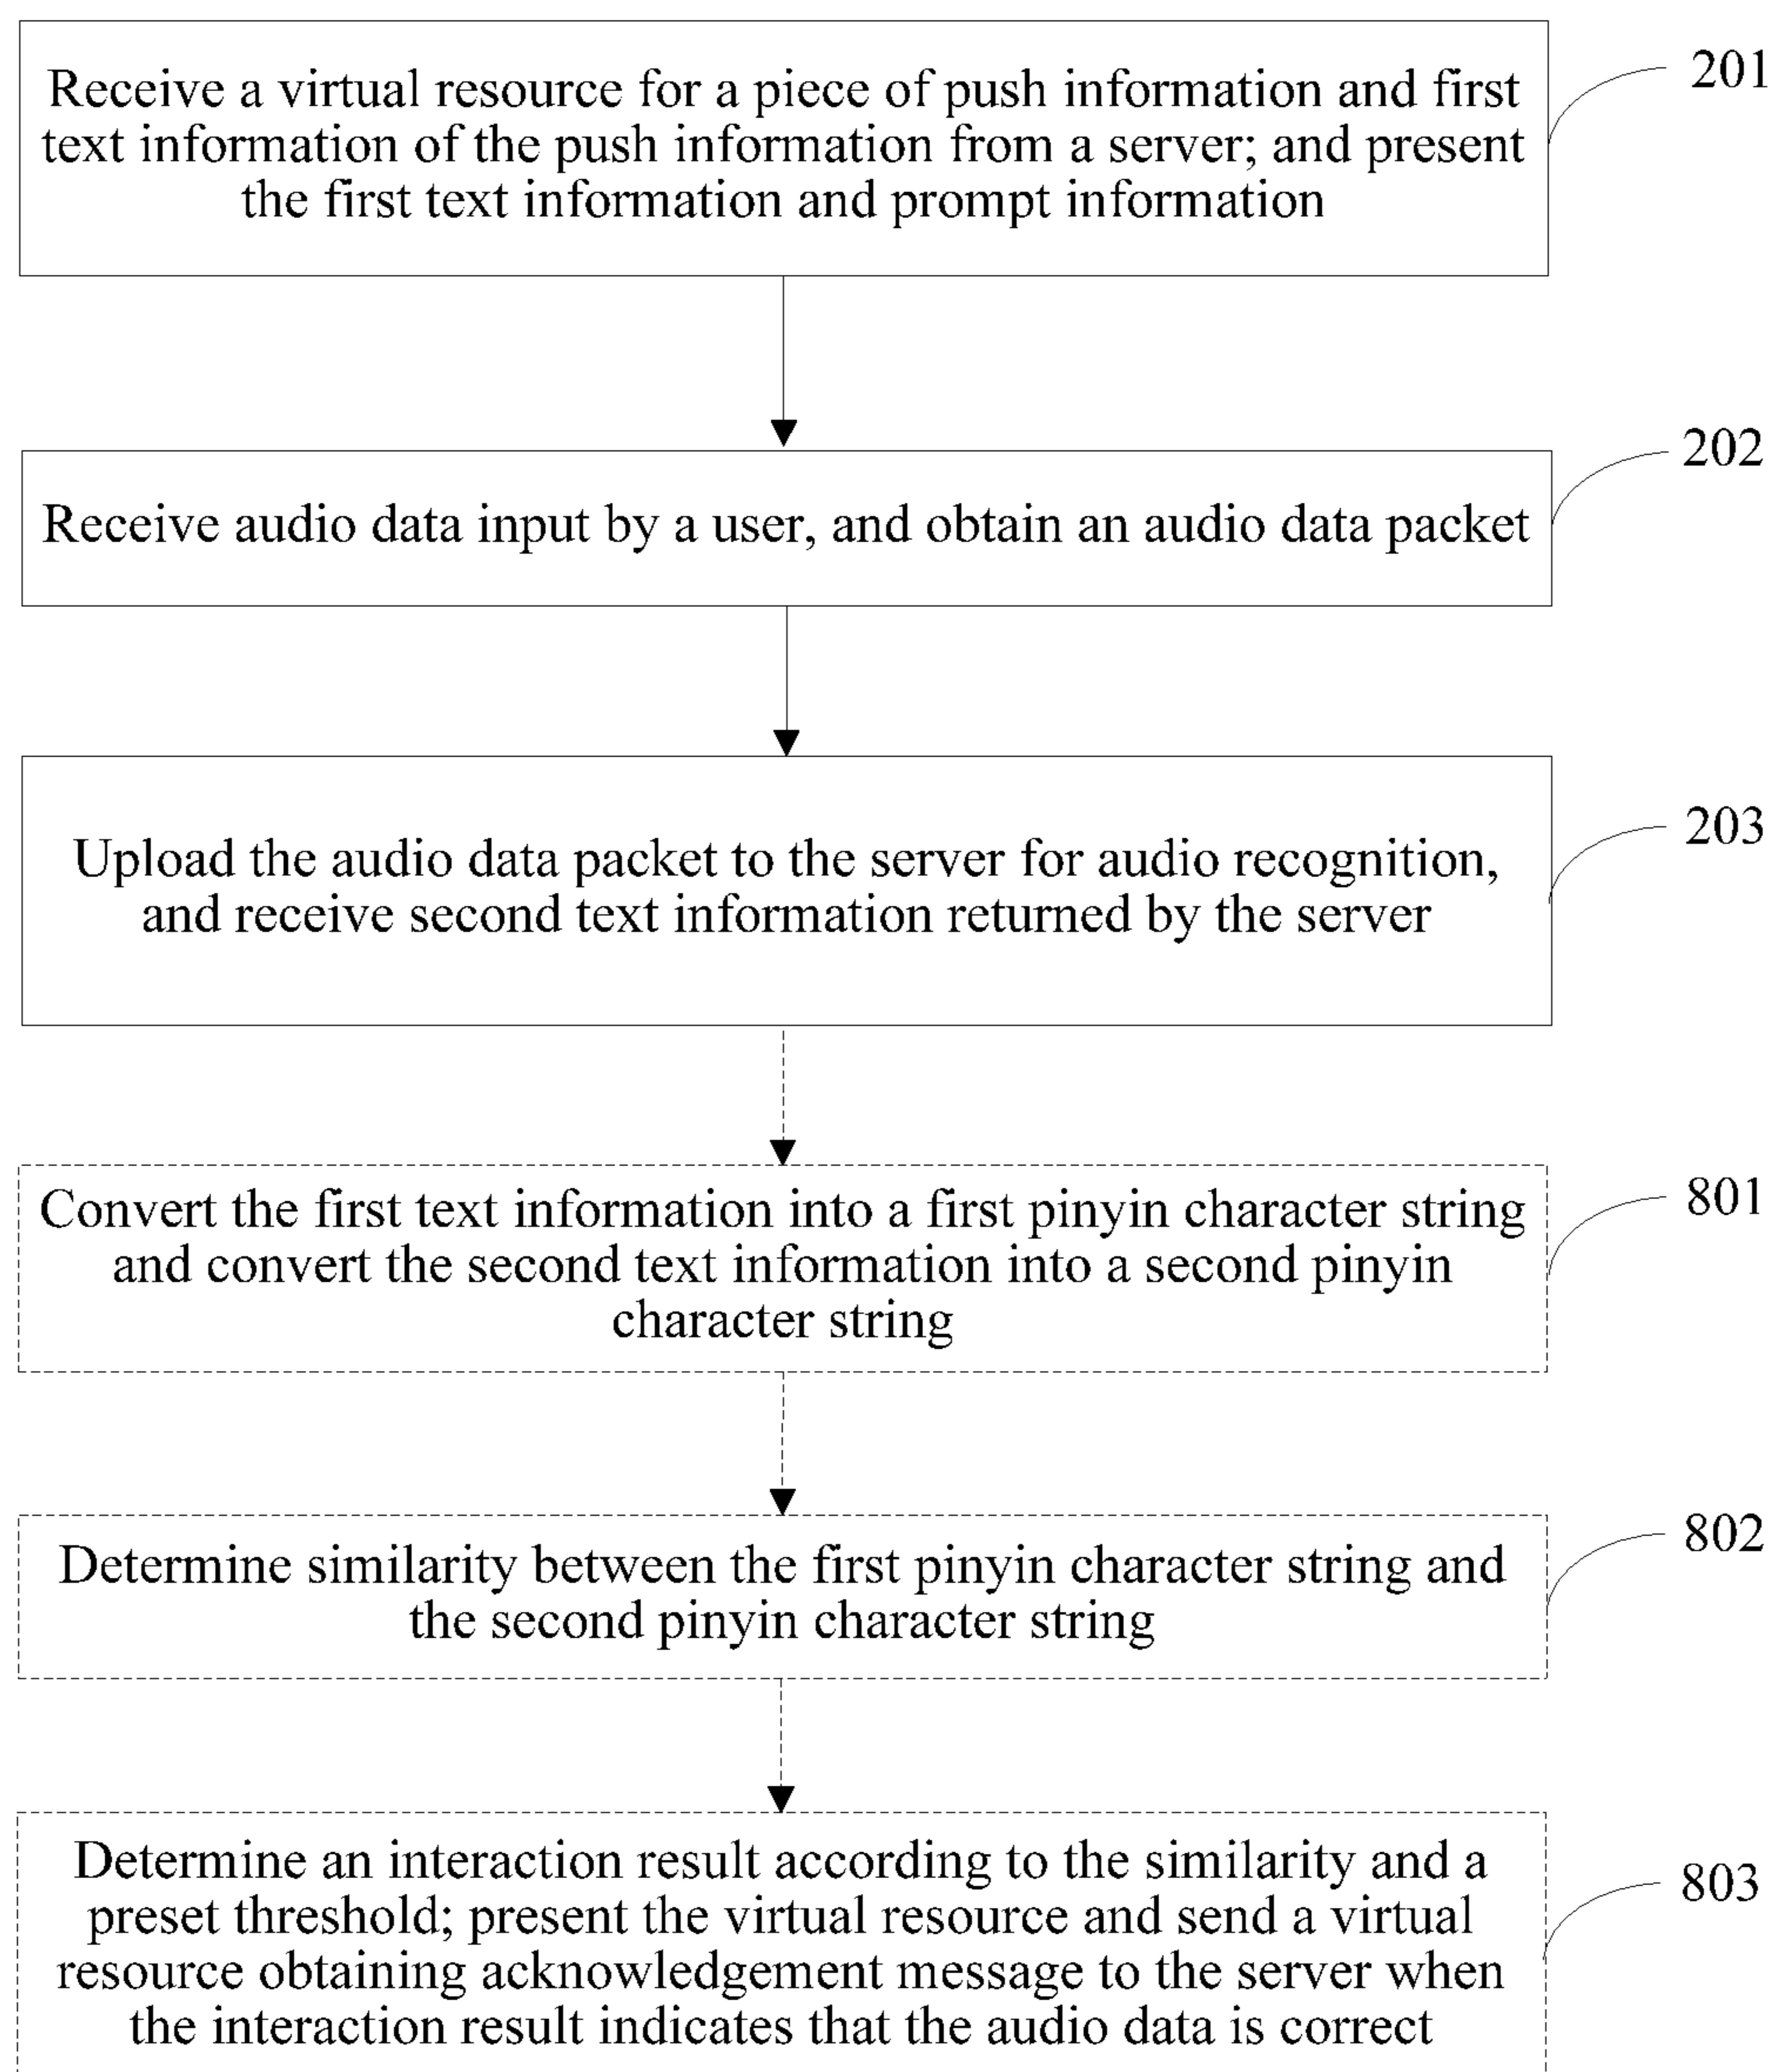 Receive a virtual resource for a piece of push information and first
text information of the push information from a server; and present
the first text information and prompt information
201
Receive audio data input by a user, and obtain an audio data packet
202
Upload the audio data packet to the server for audio recognition,
and receive second text information returned by the server
203
Convert the first text information into a first pinyin character string
and convert the second text information into a second pinyin
character string
801
Determine similarity between the first pinyin character string and
the second pinyin character string
802
Determine an interaction result according to the similarity and a
preset threshold; present the virtual resource and send a virtual
resource obtaining acknowledgement message to the server when
the interaction result indicates that the audio data is correct
803